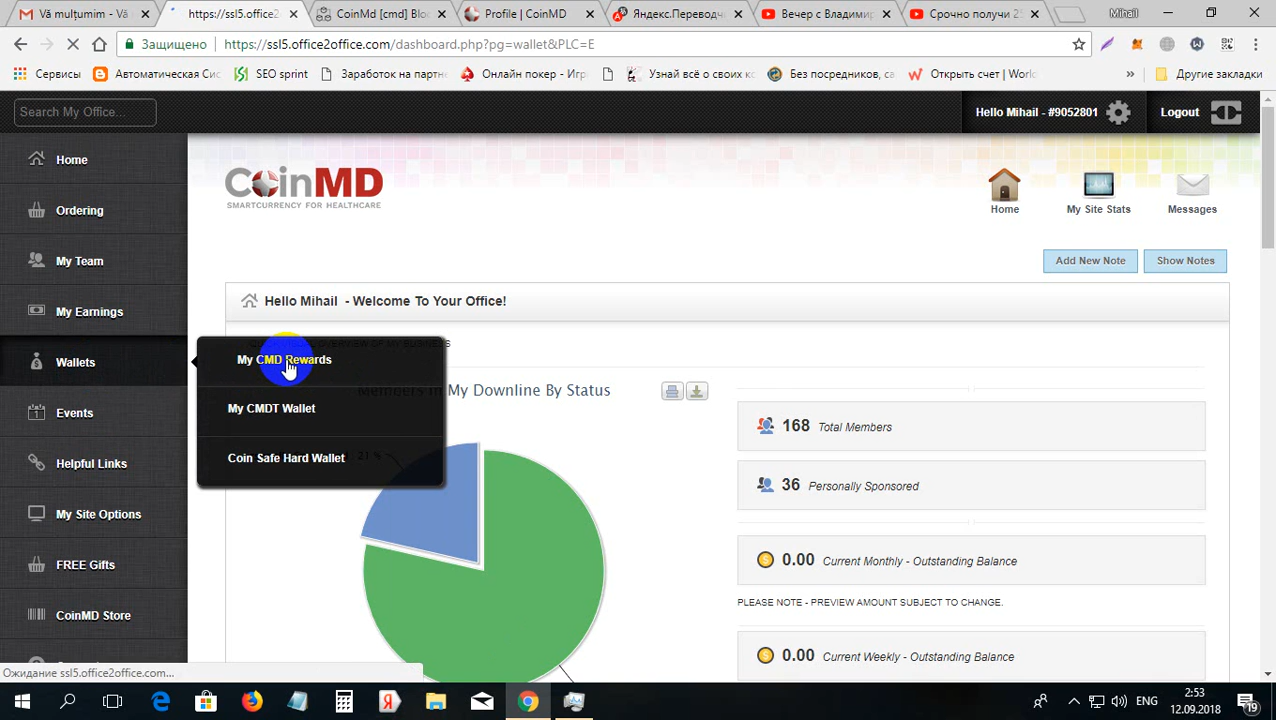 Vă mulțumim - Vă
https://ssl5.office2
CoinMd [cmd] Bloc
Profile | CoinMD
Яндекс.Переводч
Вечер с Владимир
Срочно получи 25
Mihail
Защищено
https://ssl5.office2office.com/dashboard.php?pg=wallet&PLC=E
Сервисы
Автоматическая Сис
SEO sprint
Заработок на партн
Онлайн покер - Игр
Узнай всё о своих ко
Без посредников, са
Открыть счет | World
Другие закладки
Search My Office...
Hello Mihail - #9052801
Logout
Home
Ordering
My Team
My Earnings
Wallets
Events
Helpful Links
My Site Options
FREE Gifts
CoinMD Store
CoinMD
SMARTCURRENCY FOR HEALTHCARE
Home
My Site Stats
Messages
Add New Note
Show Notes
Hello Mihail - Welcome To Your Office!
My CMD Rewards
My CMDT Wallet
Coin Safe Hard Wallet
Members In My Downline By Status
168 Total Members
36 Personally Sponsored
0.00 Current Monthly - Outstanding Balance
PLEASE NOTE - PREVIEW AMOUNT SUBJECT TO CHANGE.
0.00 Current Weekly - Outstanding Balance
Ожидание ssl5.office2office.com...
ENG
2:53
12.09.2018
19